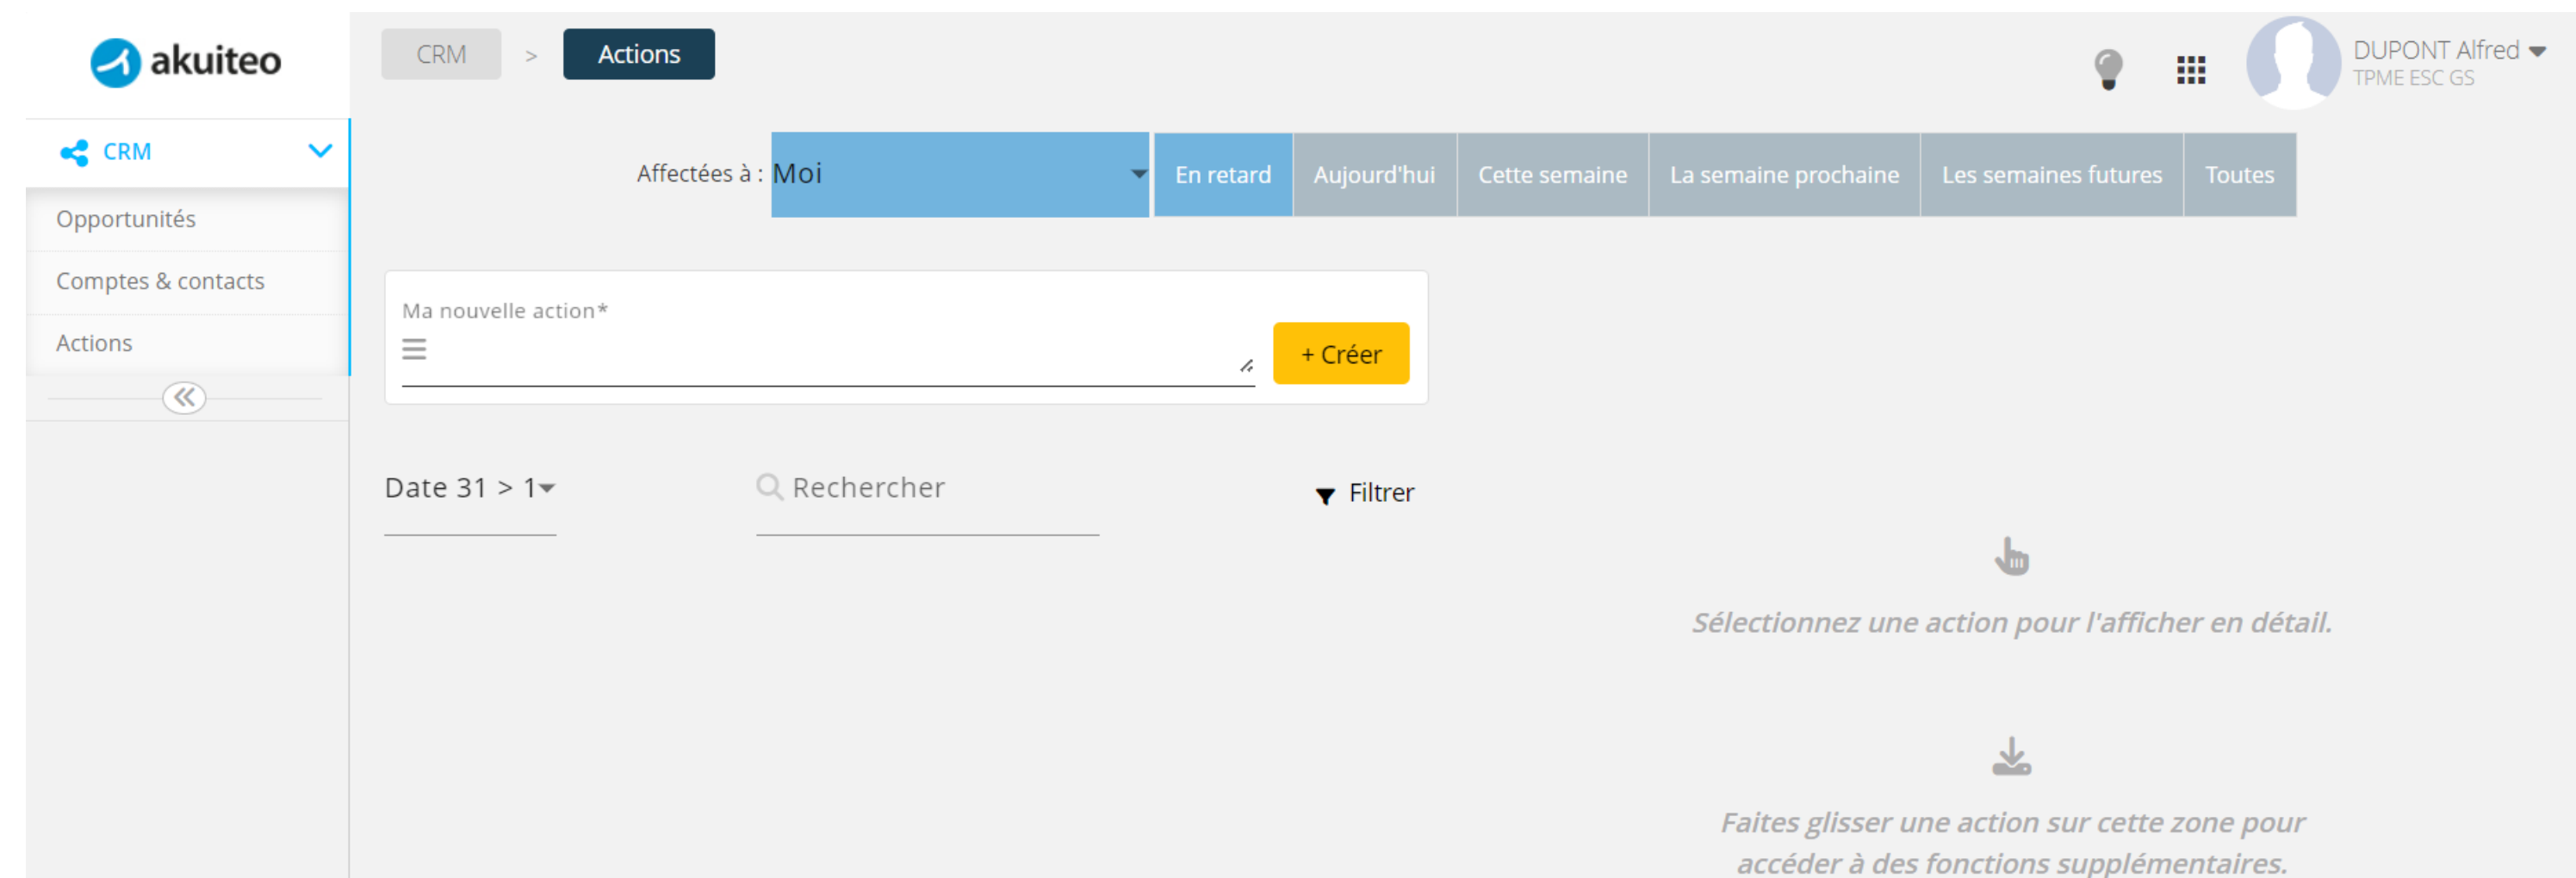 akuiteo
CRM > Actions
DUPONT Alfred
TPME ESC GS
CRM
Opportunités
Comptes & contacts
Actions
Affectées à : Moi
En retard
Aujourd'hui
Cette semaine
La semaine prochaine
Les semaines futures
Toutes
Ma nouvelle action*
+ Créer
Date 31 > 1
Rechercher
Filtrer
Sélectionnez une action pour l'afficher en détail.
Faites glisser une action sur cette zone pour
accéder à des fonctions supplémentaires.